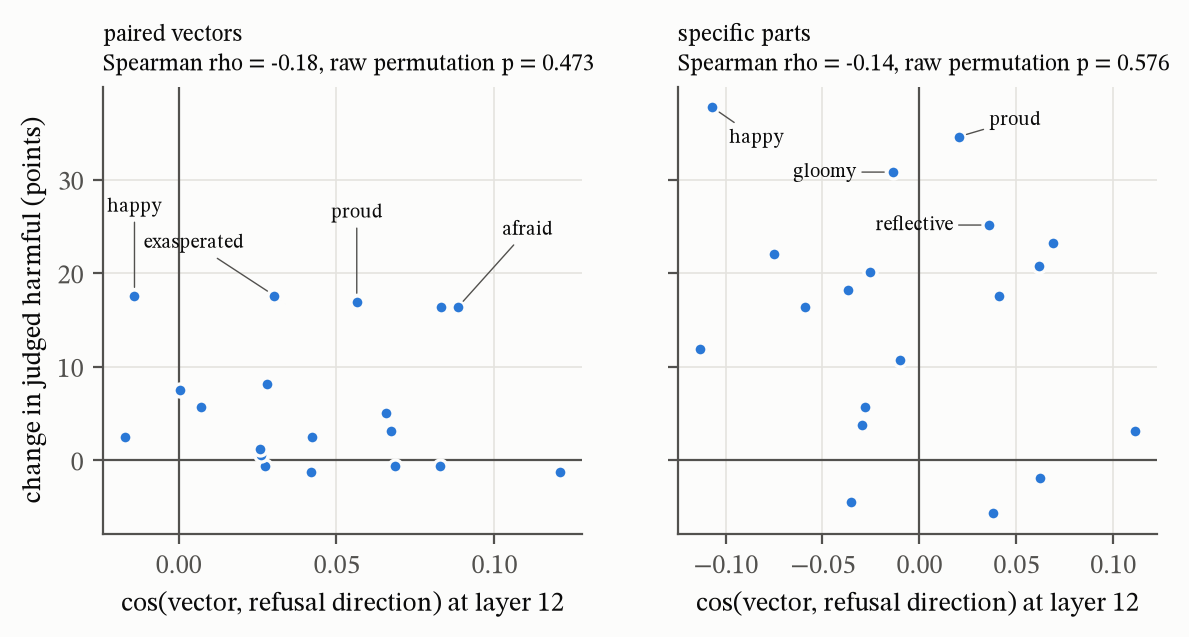 paired vectors
Spearman rho = -0.18, raw permutation p = 0.473
change in judged harmful (points)
30
20
10
0
happy
exasperated
proud
afraid
0.00
0.05
0.10
cos(vector, refusal direction) at layer 12
specific parts
Spearman rho = -0.14, raw permutation p = 0.576
happy
proud
gloomy
reflective
−0.10
−0.05
0.00
0.05
0.10
cos(vector, refusal direction) at layer 12